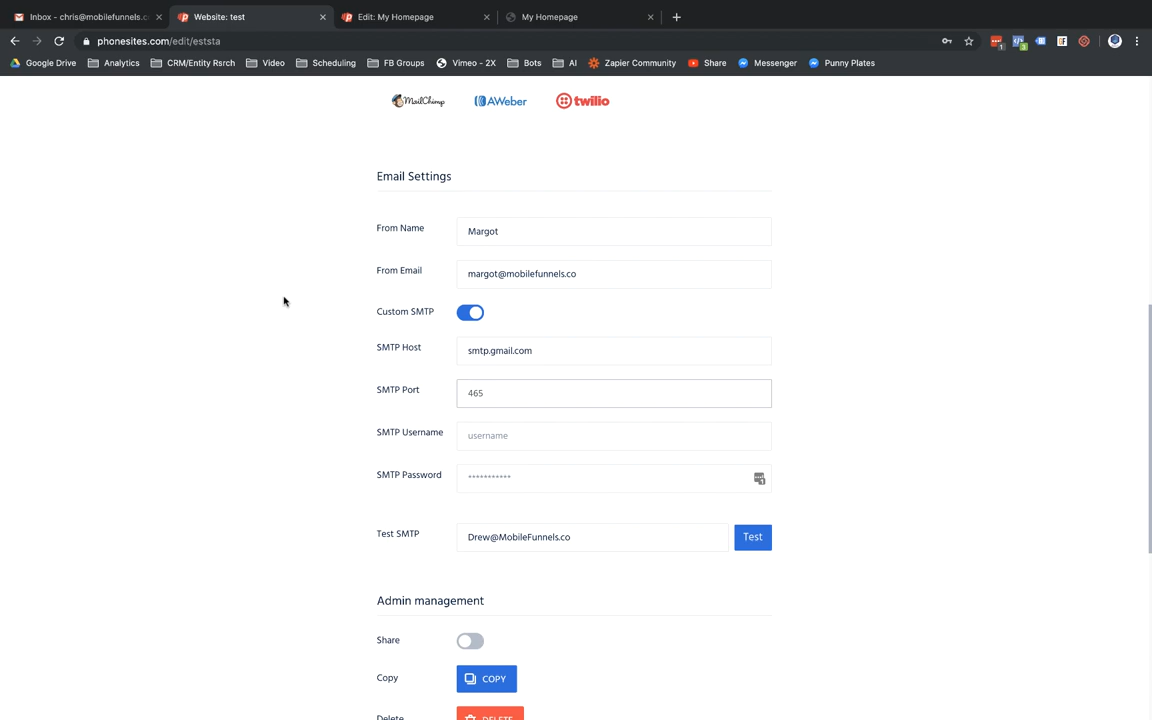 Inbox - chris@mobilefunnels.c
Website: test
Edit: My Homepage
My Homepage
phonesites.com/edit/eststa
Google Drive
Analytics
CRM/Entity Rsrch
Video
Scheduling
FB Groups
Vimeo - 2X
Bots
AI
Zapier Community
Share
Messenger
Punny Plates
MailChimp
AWeber
twilio
Email Settings
From Name
Margot
From Email
margot@mobilefunnels.co
Custom SMTP
SMTP Host
smtp.gmail.com
SMTP Port
465
SMTP Username
username
SMTP Password
***********
Test SMTP
Drew@MobileFunnels.co
Test
Admin management
Share
Copy
COPY
Delete
DELETE